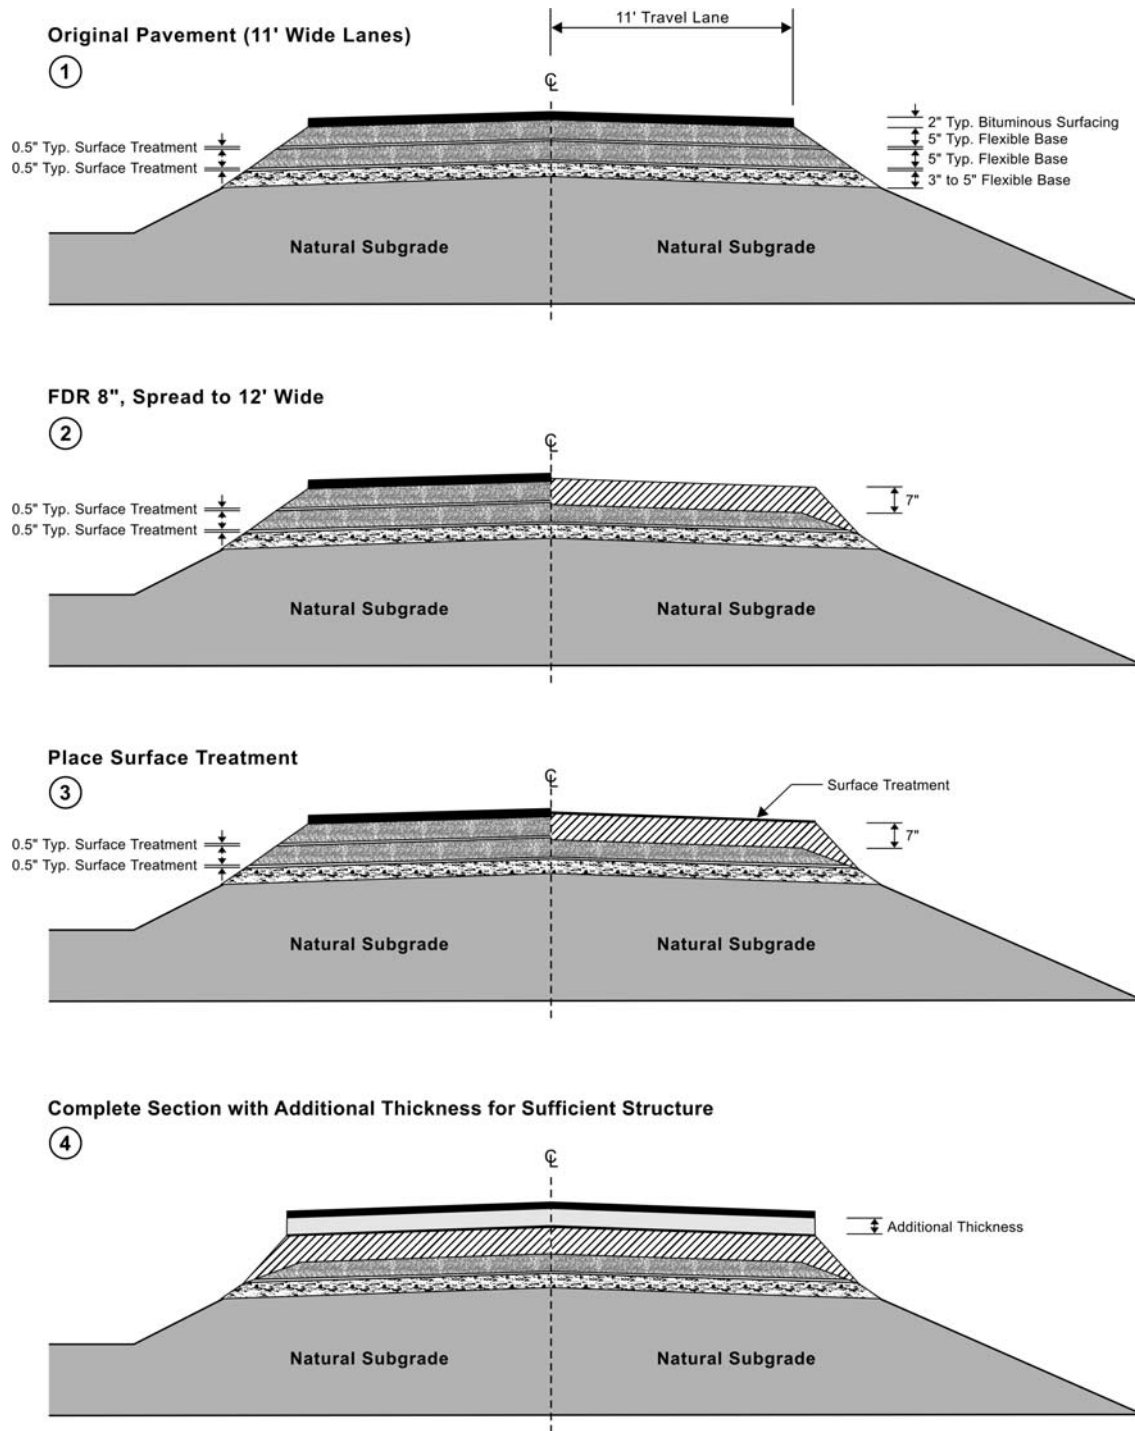 11' Travel Lane
Original Pavement (11' Wide Lanes)
1
℄
2" Typ. Bituminous Surfacing
5" Typ. Flexible Base
0.5" Typ. Surface Treatment
5" Typ. Flexible Base
0.5" Typ. Surface Treatment
3" to 5" Flexible Base
Natural Subgrade
Natural Subgrade
FDR 8", Spread to 12' Wide
2
℄
7"
0.5" Typ. Surface Treatment
0.5" Typ. Surface Treatment
Natural Subgrade
Natural Subgrade
Place Surface Treatment
3
℄
Surface Treatment
7"
0.5" Typ. Surface Treatment
0.5" Typ. Surface Treatment
Natural Subgrade
Natural Subgrade
Complete Section with Additional Thickness for Sufficient Structure
4
℄
Additional Thickness
Natural Subgrade
Natural Subgrade